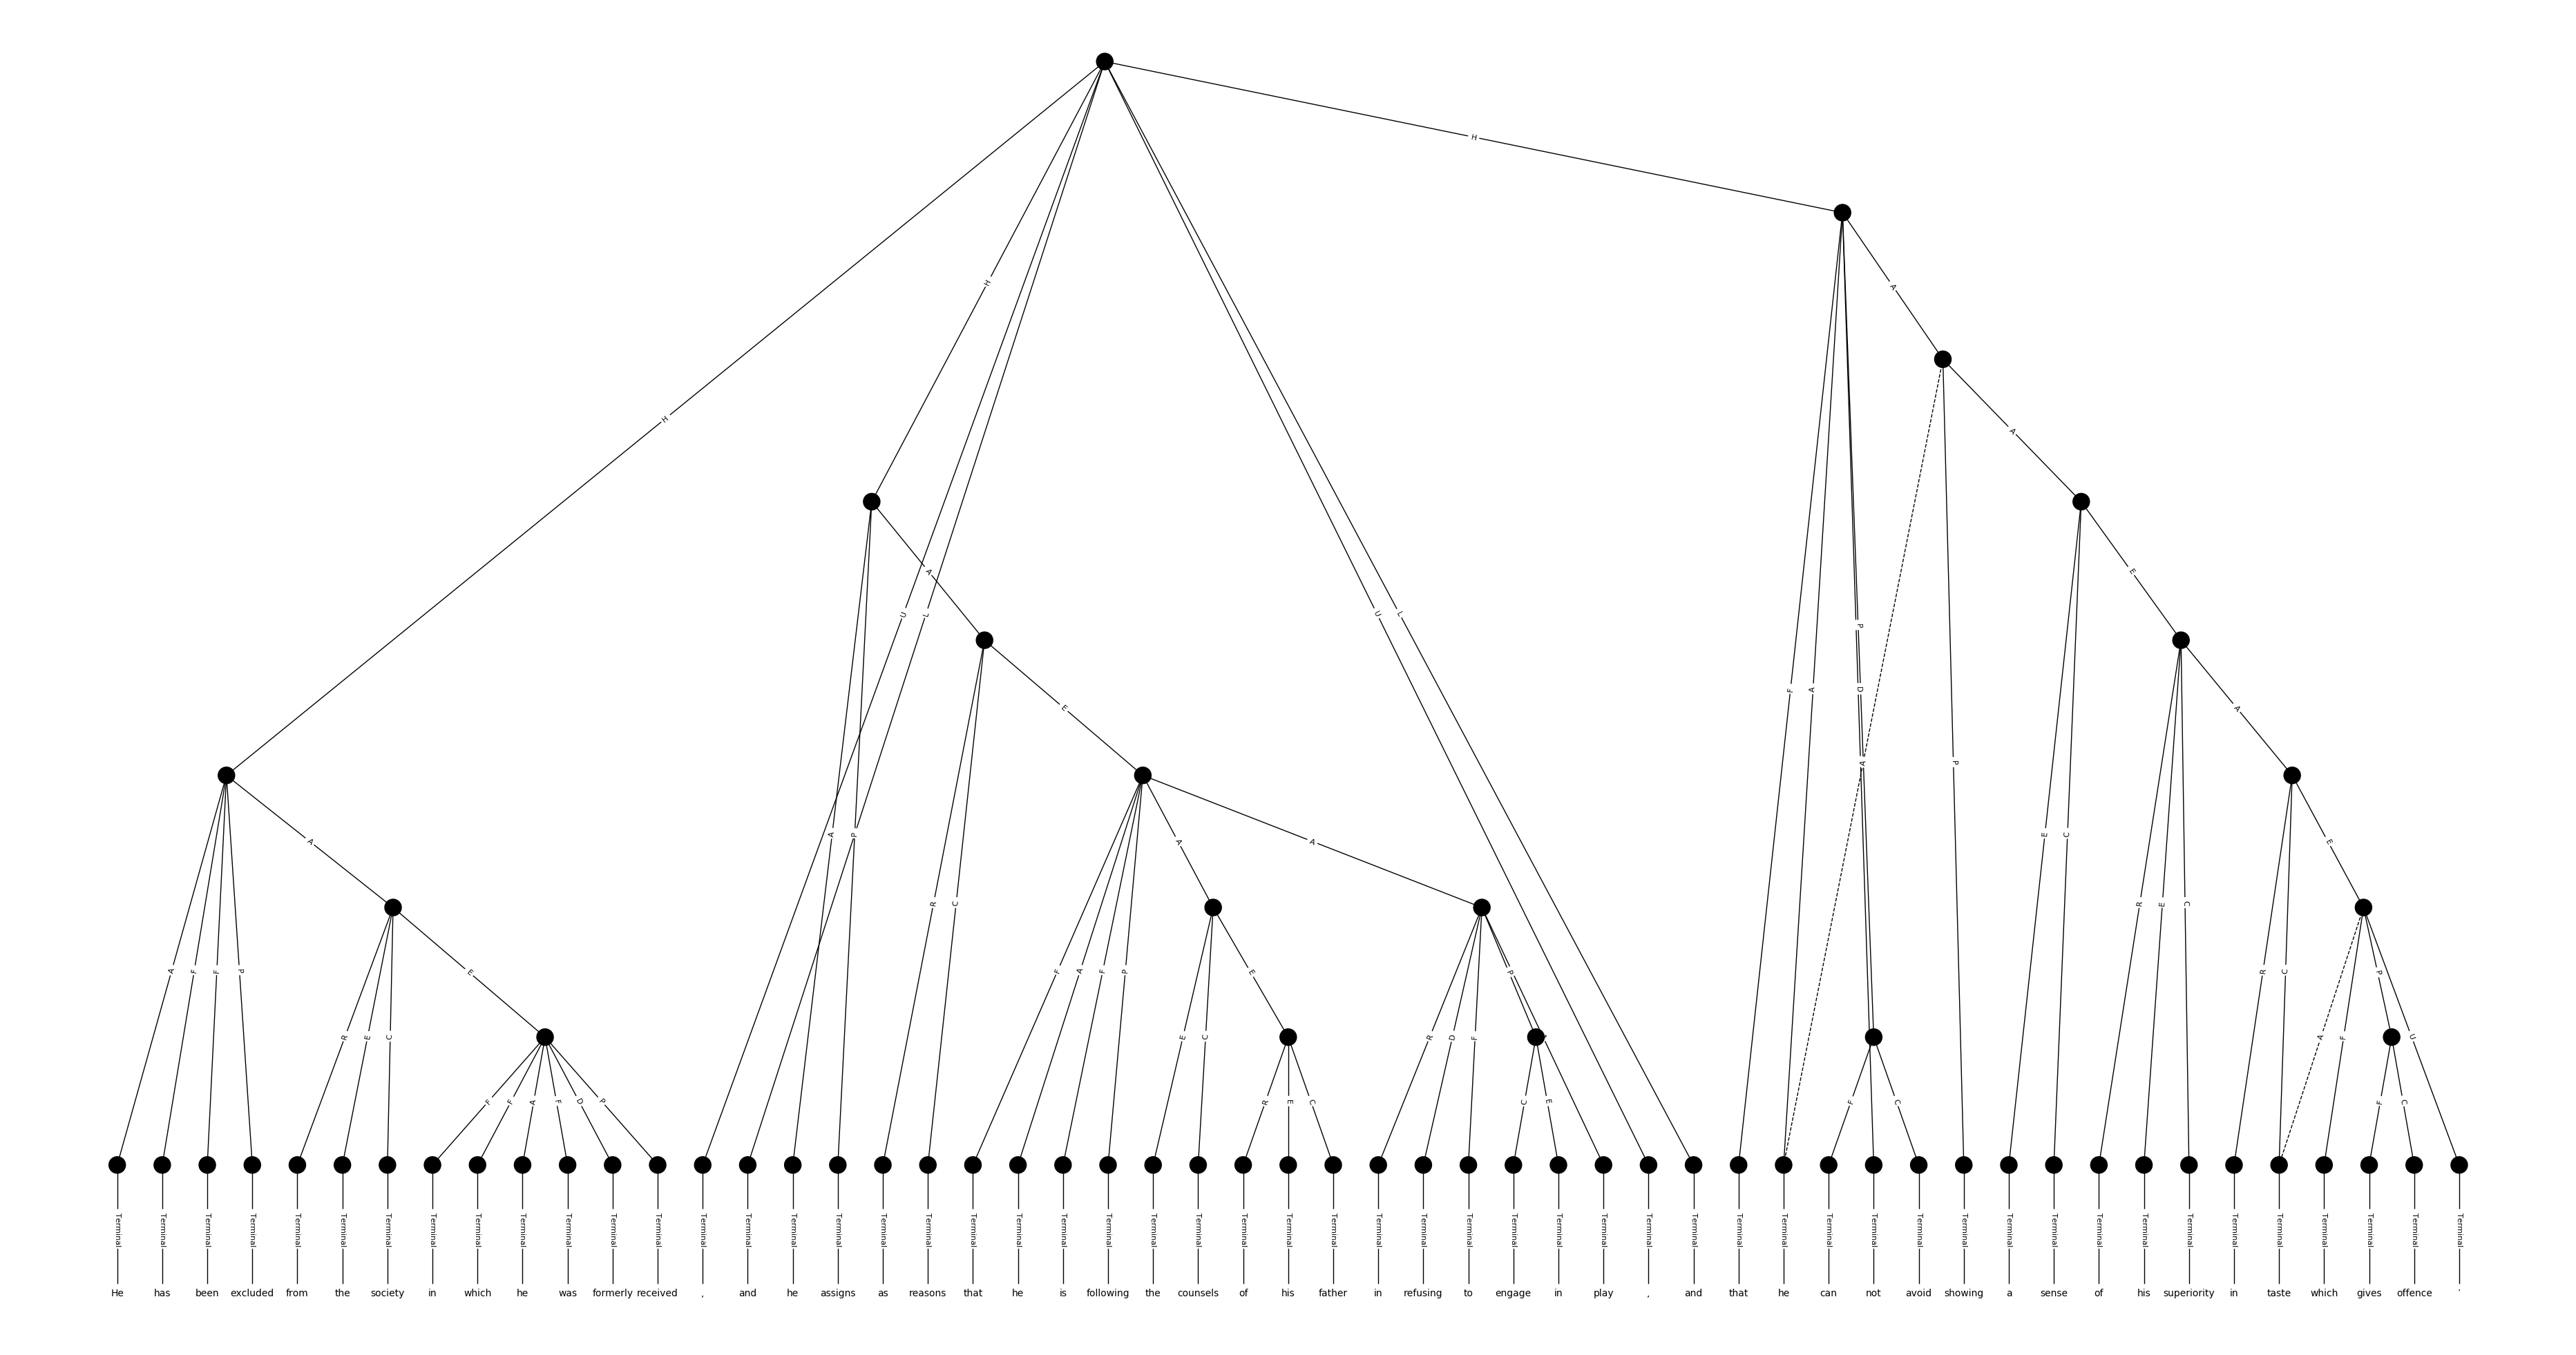 H
H
A
H
A
A
E
A
E
U
L
U
L
P
F
A
D
E
A
A
P
R
C
A
A
E
A
P
E
C
R
E
C
A
F
F
P
E
F
A
F
P
E
P
R
C
P
R
E
C
E
C
R
D
F
A
F
U
F
F
A
F
D
P
R
E
C
C
E
F
C
F
C
Terminal Terminal Terminal Terminal Terminal Terminal Terminal Terminal Terminal Terminal Terminal Terminal Terminal Terminal Terminal Terminal Terminal Terminal Terminal Terminal Terminal Terminal Terminal Terminal Terminal Terminal Terminal Terminal Terminal Terminal Terminal Terminal Terminal Terminal Terminal Terminal Terminal Terminal Terminal Terminal Terminal Terminal Terminal Terminal Terminal Terminal Terminal Terminal Terminal Terminal Terminal Terminal Terminal
He has been excluded from the society in which he was formerly received , and he assigns as reasons that he is following the counsels of his father in refusing to engage in play , and that he can not avoid showing a sense of his superiority in taste which gives offence